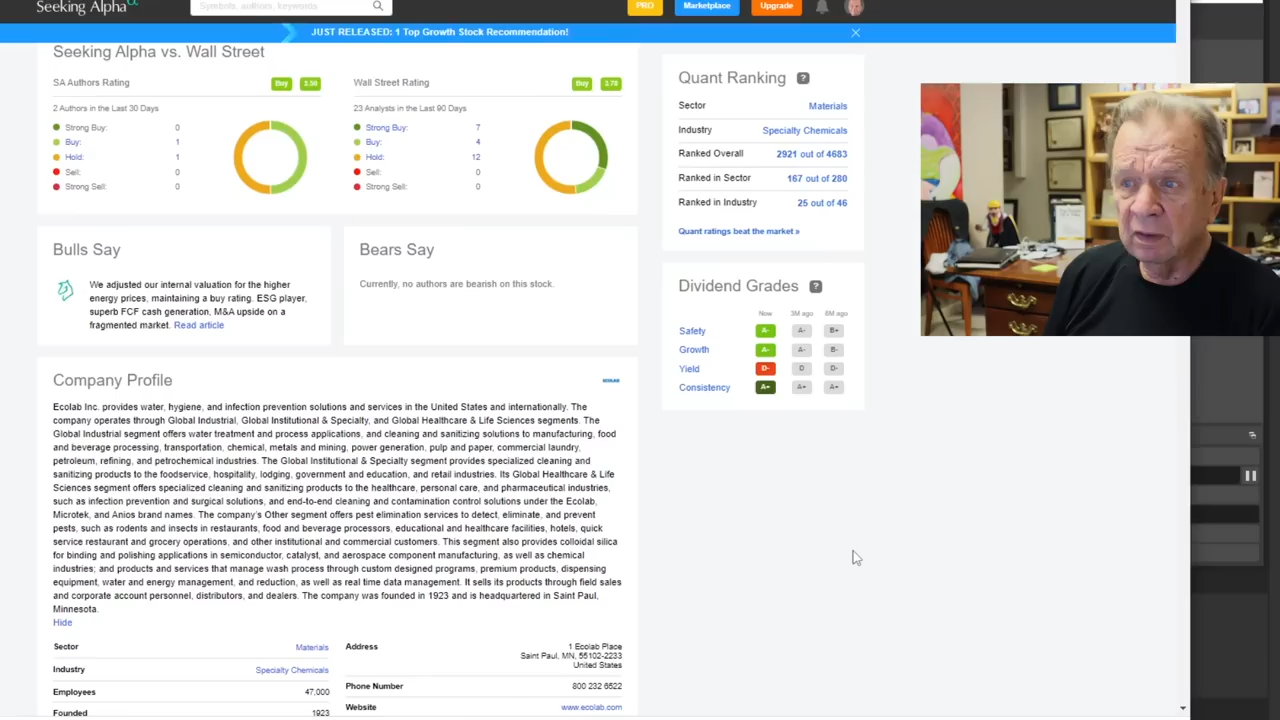 Seeking Alpha
Symbols, authors, keywords
PRO
Marketplace
Upgrade
JUST RELEASED: 1 Top Growth Stock Recommendation!
Seeking Alpha vs. Wall Street
SA Authors Rating Buy 3.50
2 Authors in the Last 30 Days
Strong Buy: 0
Buy: 1
Hold: 1
Sell: 0
Strong Sell: 0
Wall Street Rating Buy 3.78
23 Analysts in the Last 90 Days
Strong Buy: 7
Buy: 4
Hold: 12
Sell: 0
Strong Sell: 0
Quant Ranking ?
Sector Materials
Industry Specialty Chemicals
Ranked Overall 2921 out of 4683
Ranked in Sector 167 out of 280
Ranked in Industry 25 out of 46
Quant ratings beat the market »
Bulls Say
We adjusted our internal valuation for the higher
energy prices, maintaining a buy rating. ESG player,
superb FCF cash generation, M&A upside on a
fragmented market. Read article
Bears Say
Currently, no authors are bearish on this stock.
Dividend Grades ?
Now 3M ago 6M ago
Safety A- A- B+
Growth A- A- B-
Yield D- D D-
Consistency A+ A+ A+
Company Profile
ECOLAB
Ecolab Inc. provides water, hygiene, and infection prevention solutions and services in the United States and internationally. The
company operates through Global Industrial, Global Institutional & Specialty, and Global Healthcare & Life Sciences segments. The
Global Industrial segment offers water treatment and process applications, and cleaning and sanitizing solutions to manufacturing, food
and beverage processing, transportation, chemical, metals and mining, power generation, pulp and paper, commercial laundry,
petroleum, refining, and petrochemical industries. The Global Institutional & Specialty segment provides specialized cleaning and
sanitizing products to the foodservice, hospitality, lodging, government and education, and retail industries. Its Global Healthcare & Life
Sciences segment offers specialized cleaning and sanitizing products to the healthcare, personal care, and pharmaceutical industries,
such as infection prevention and surgical solutions, and end-to-end cleaning and contamination control solutions under the Ecolab,
Microtek, and Anios brand names. The company's Other segment offers pest elimination services to detect, eliminate, and prevent
pests, such as rodents and insects in restaurants, food and beverage processors, educational and healthcare facilities, hotels, quick
service restaurant and grocery operations, and other institutional and commercial customers. This segment also provides colloidal silica
for binding and polishing applications in semiconductor, catalyst, and aerospace component manufacturing, as well as chemical
industries; and products and services that manage wash process through custom designed programs, premium products, dispensing
equipment, water and energy management, and reduction, as well as real time data management. It sells its products through field sales
and corporate account personnel, distributors, and dealers. The company was founded in 1923 and is headquartered in Saint Paul,
Minnesota.
Hide
Sector Materials
Industry Specialty Chemicals
Employees 47,000
Founded 1923
Address 1 Ecolab Place
Saint Paul, MN, 55102-2233
United States
Phone Number 800 232 6522
Website www.ecolab.com